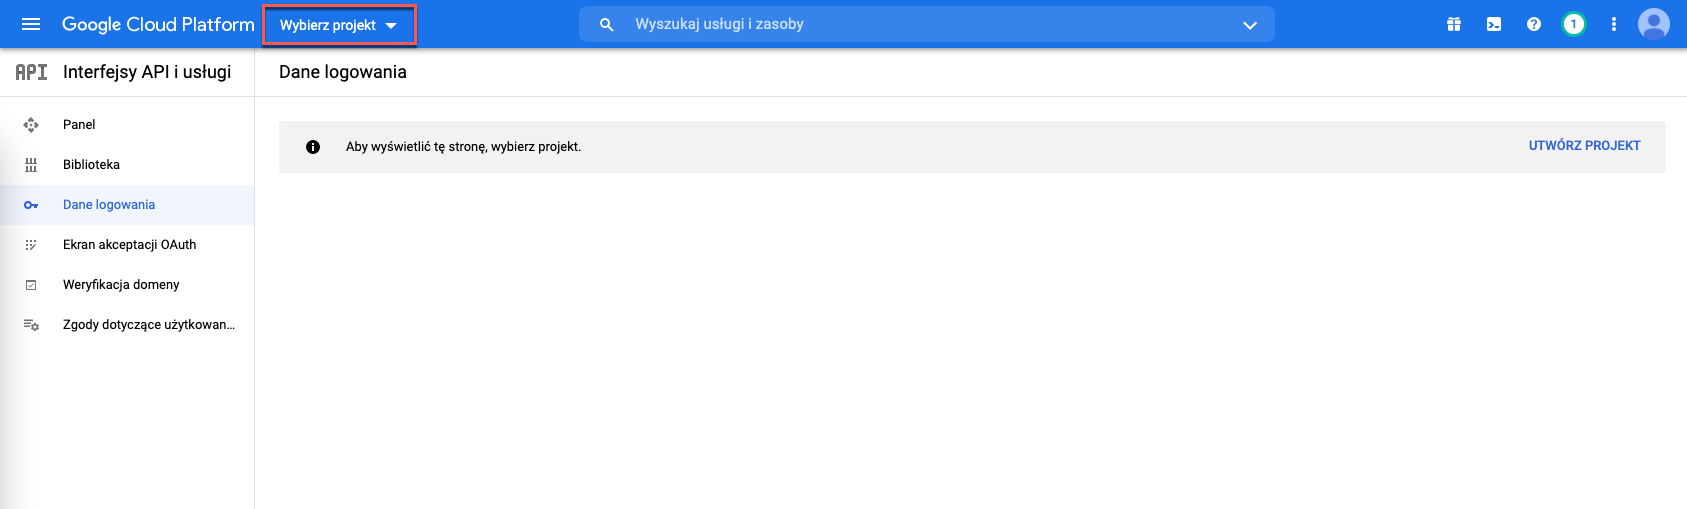 Google Cloud Platform
Wybierz projekt
Wyszukaj usługi i zasoby
1
API Interfejsy API i usługi
Dane logowania
Panel
Biblioteka
Dane logowania
Ekran akceptacji OAuth
Weryfikacja domeny
Zgody dotyczące użytkowan...
Aby wyświetlić tę stronę, wybierz projekt.
UTWÓRZ PROJEKT